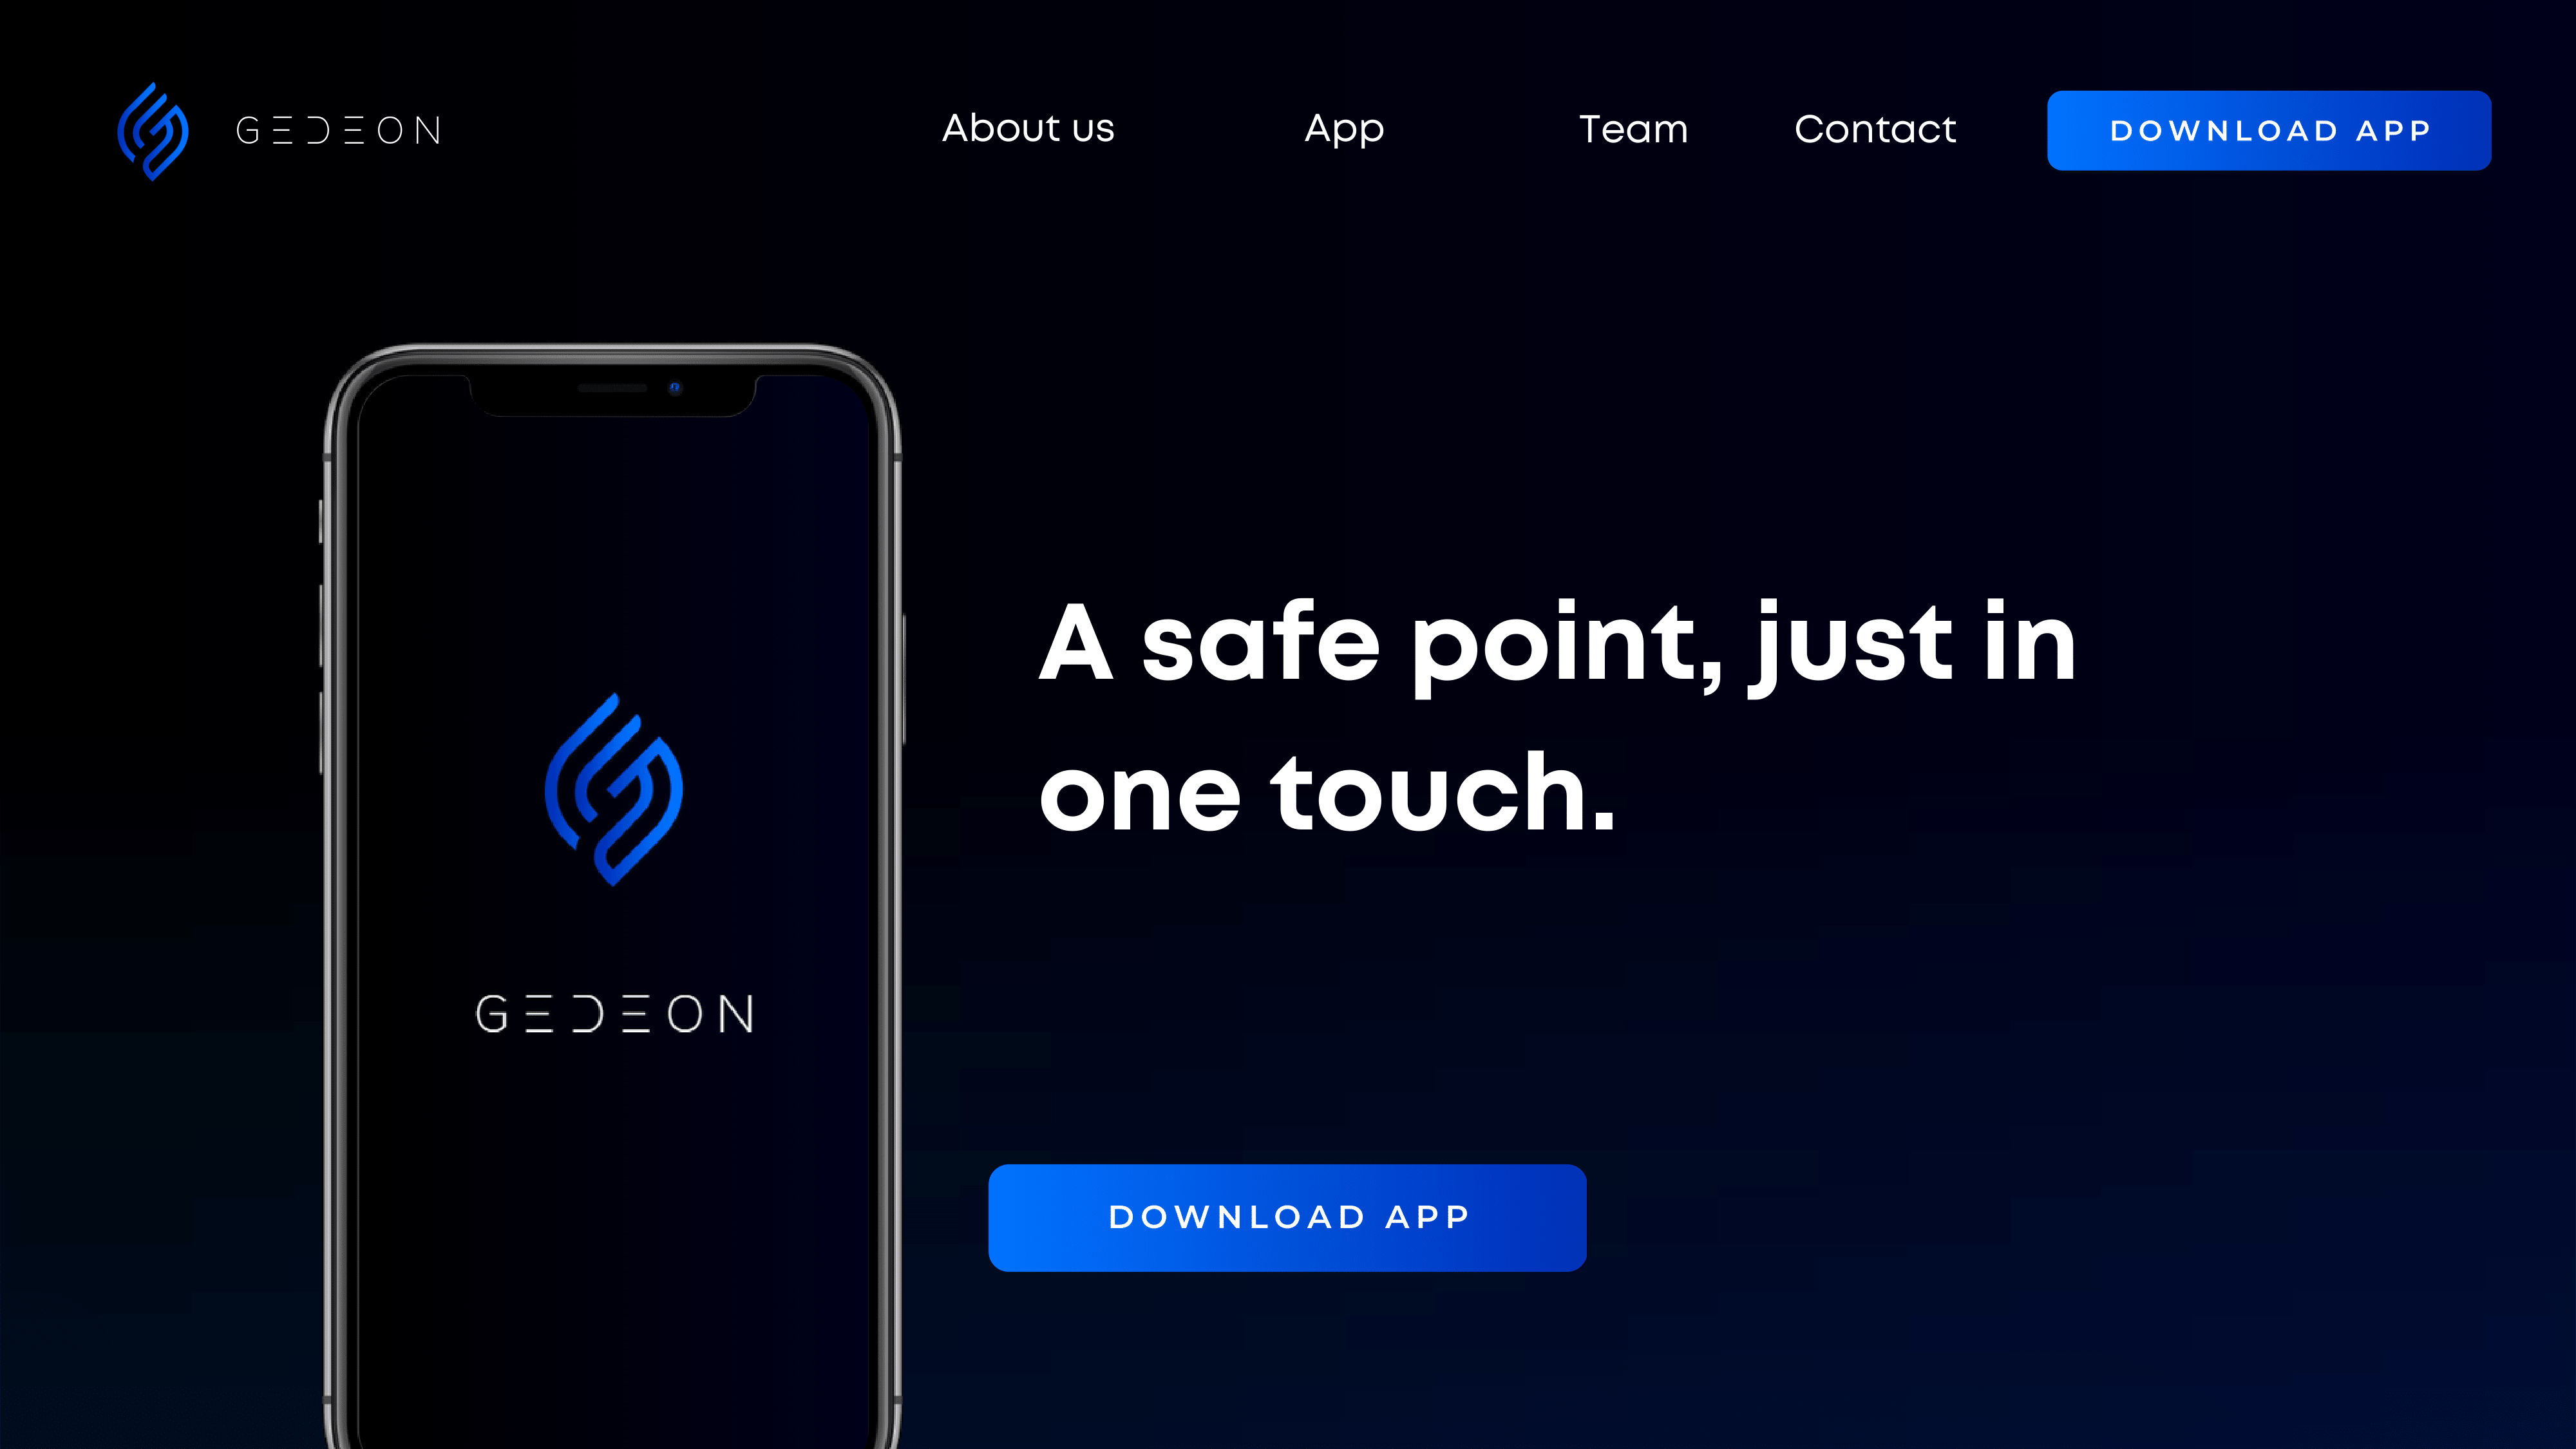 GEDEON
About us
App
Team
Contact
DOWNLOAD APP
A safe point, just in
one touch.
GEDEON
DOWNLOAD APP